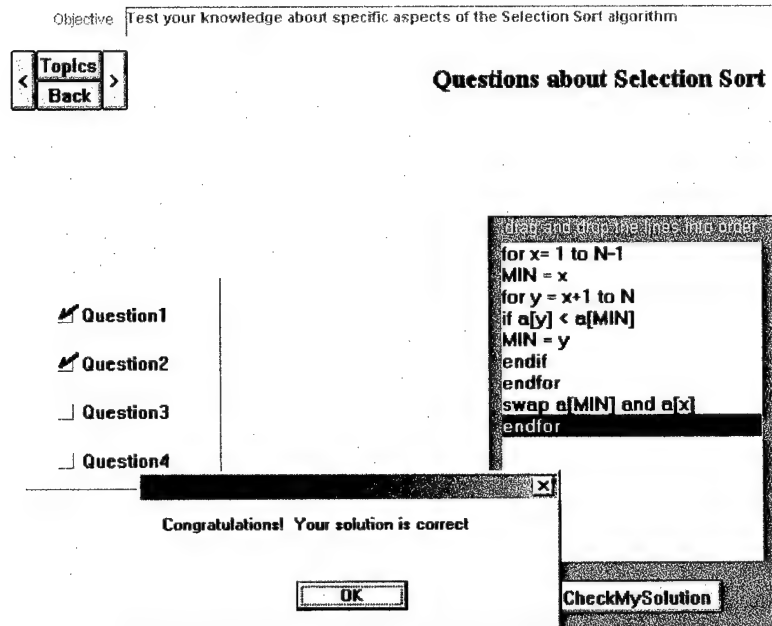 Objective Test your knowledge about specific aspects of the Selection Sort algorithm
< Topics >
Back
Questions about Selection Sort
drag and drop the lines into order
for x= 1 to N-1
MIN = x
for y = x+1 to N
if a[y] < a[MIN]
MIN = y
endif
endfor
swap a[MIN] and a[x]
endfor
Question1
Question2
Question3
Question4
Congratulations! Your solution is correct
OK
CheckMySolution